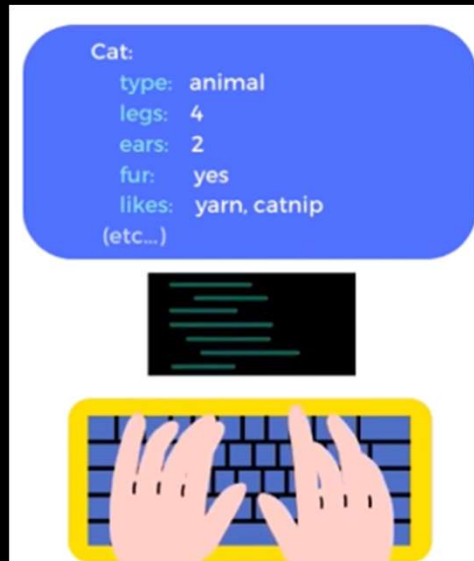 Cat:
type: animal
legs: 4
ears: 2
fur: yes
likes: yarn, catnip
(etc...)